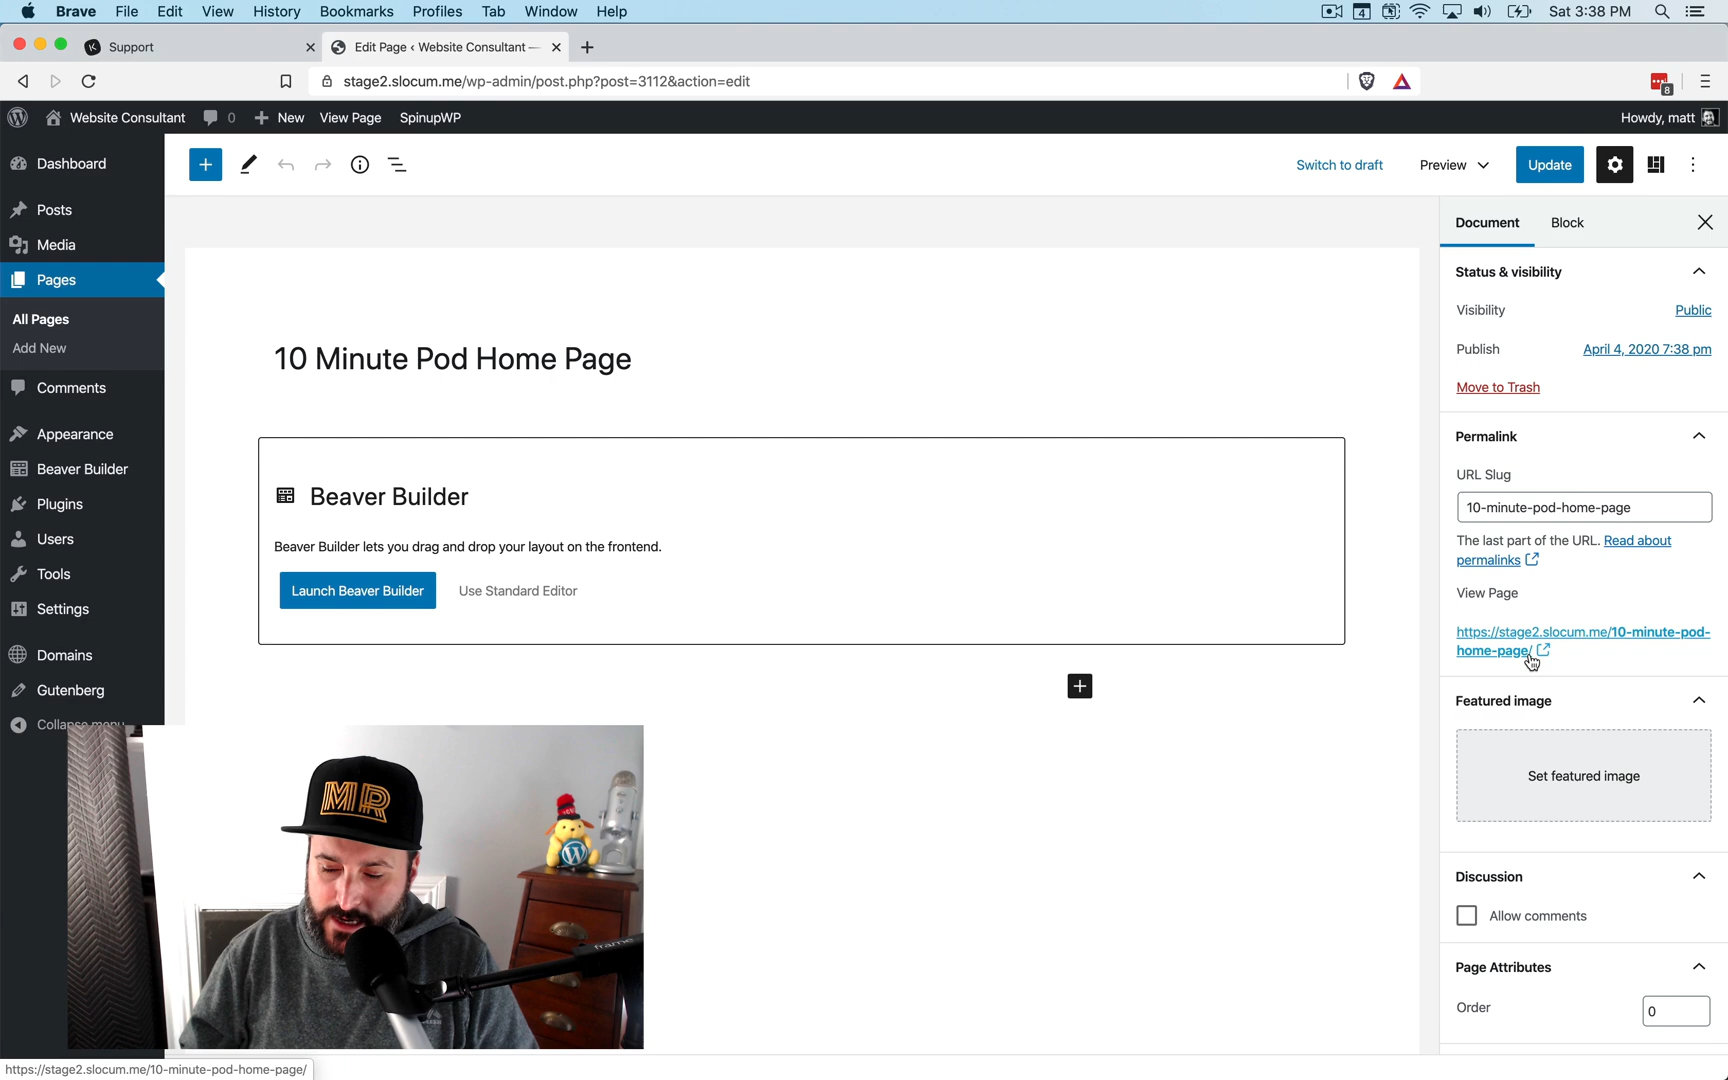 Brave File Edit View History Bookmarks Profiles Tab Window Help
4 Sat 3:38 PM
Support
Edit Page ‹ Website Consultant —
stage2.slocum.me/wp-admin/post.php?post=3112&action=edit
8
Website Consultant 0 New View Page SpinupWP
Howdy, matt
Dashboard
Posts
Media
Pages
All Pages
Add New
Comments
Appearance
Beaver Builder
Plugins
Users
Tools
Settings
Domains
Gutenberg
Collapse menu
Switch to draft
Preview
Update
10 Minute Pod Home Page
Beaver Builder
Beaver Builder lets you drag and drop your layout on the frontend.
Launch Beaver Builder
Use Standard Editor
Document
Block
Status & visibility
Visibility
Public
Publish
April 4, 2020 7:38 pm
Move to Trash
Permalink
URL Slug
10-minute-pod-home-page
The last part of the URL. Read about
permalinks
View Page
https://stage2.slocum.me/10-minute-pod-
home-page/
Featured image
Set featured image
Discussion
Allow comments
Page Attributes
Order
0
MR
frame
https://stage2.slocum.me/10-minute-pod-home-page/